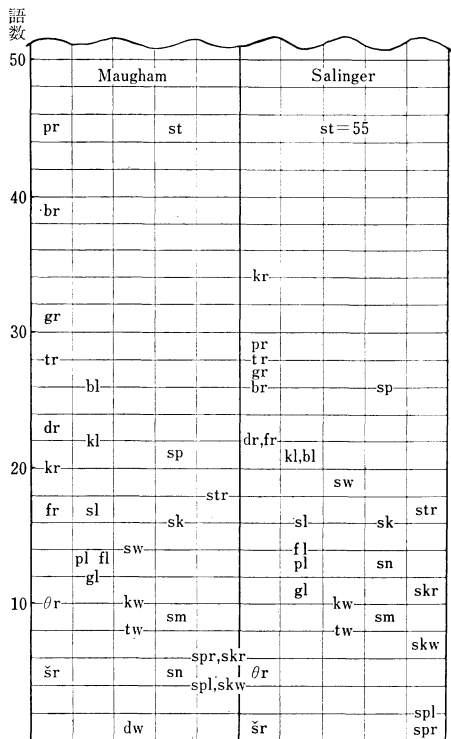 語数
50
Maugham Salinger
pr st st=55
40
br
kr
gr
30
pr
tr tr
gr
bl br sp
dr dr,fr
kl
sp kl,bl
20
kr
sw
str
fr sl str
sk sl sk
sw fl
pl fl pl sn
gl
gl skr
10
θr kw kw
sm sm
tw tw
skw
spr,skr
šr sn θr
spl,skw
spl
dw šr spr